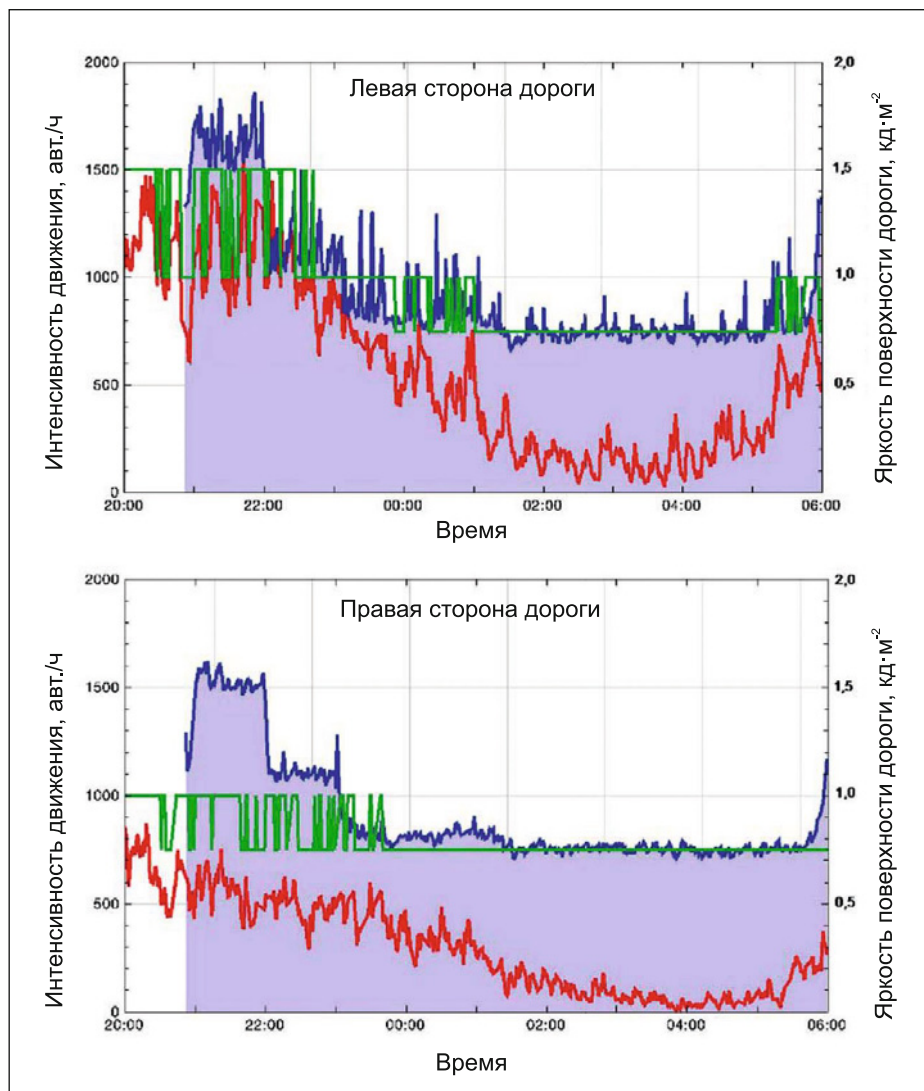 Левая сторона дороги
Интенсивность движения, авт./ч
2000
1500
1000
500
0
2,0
1,5
1,0
0,5
Яркость поверхности дороги, кд·м-2
20:00 22:00 00:00 02:00 04:00 06:00
Время
Правая сторона дороги
Интенсивность движения, авт./ч
2000
1500
1000
500
0
2,0
1,5
1,0
0,5
Яркость поверхности дороги, кд·м-2
20:00 22:00 00:00 02:00 04:00 06:00
Время